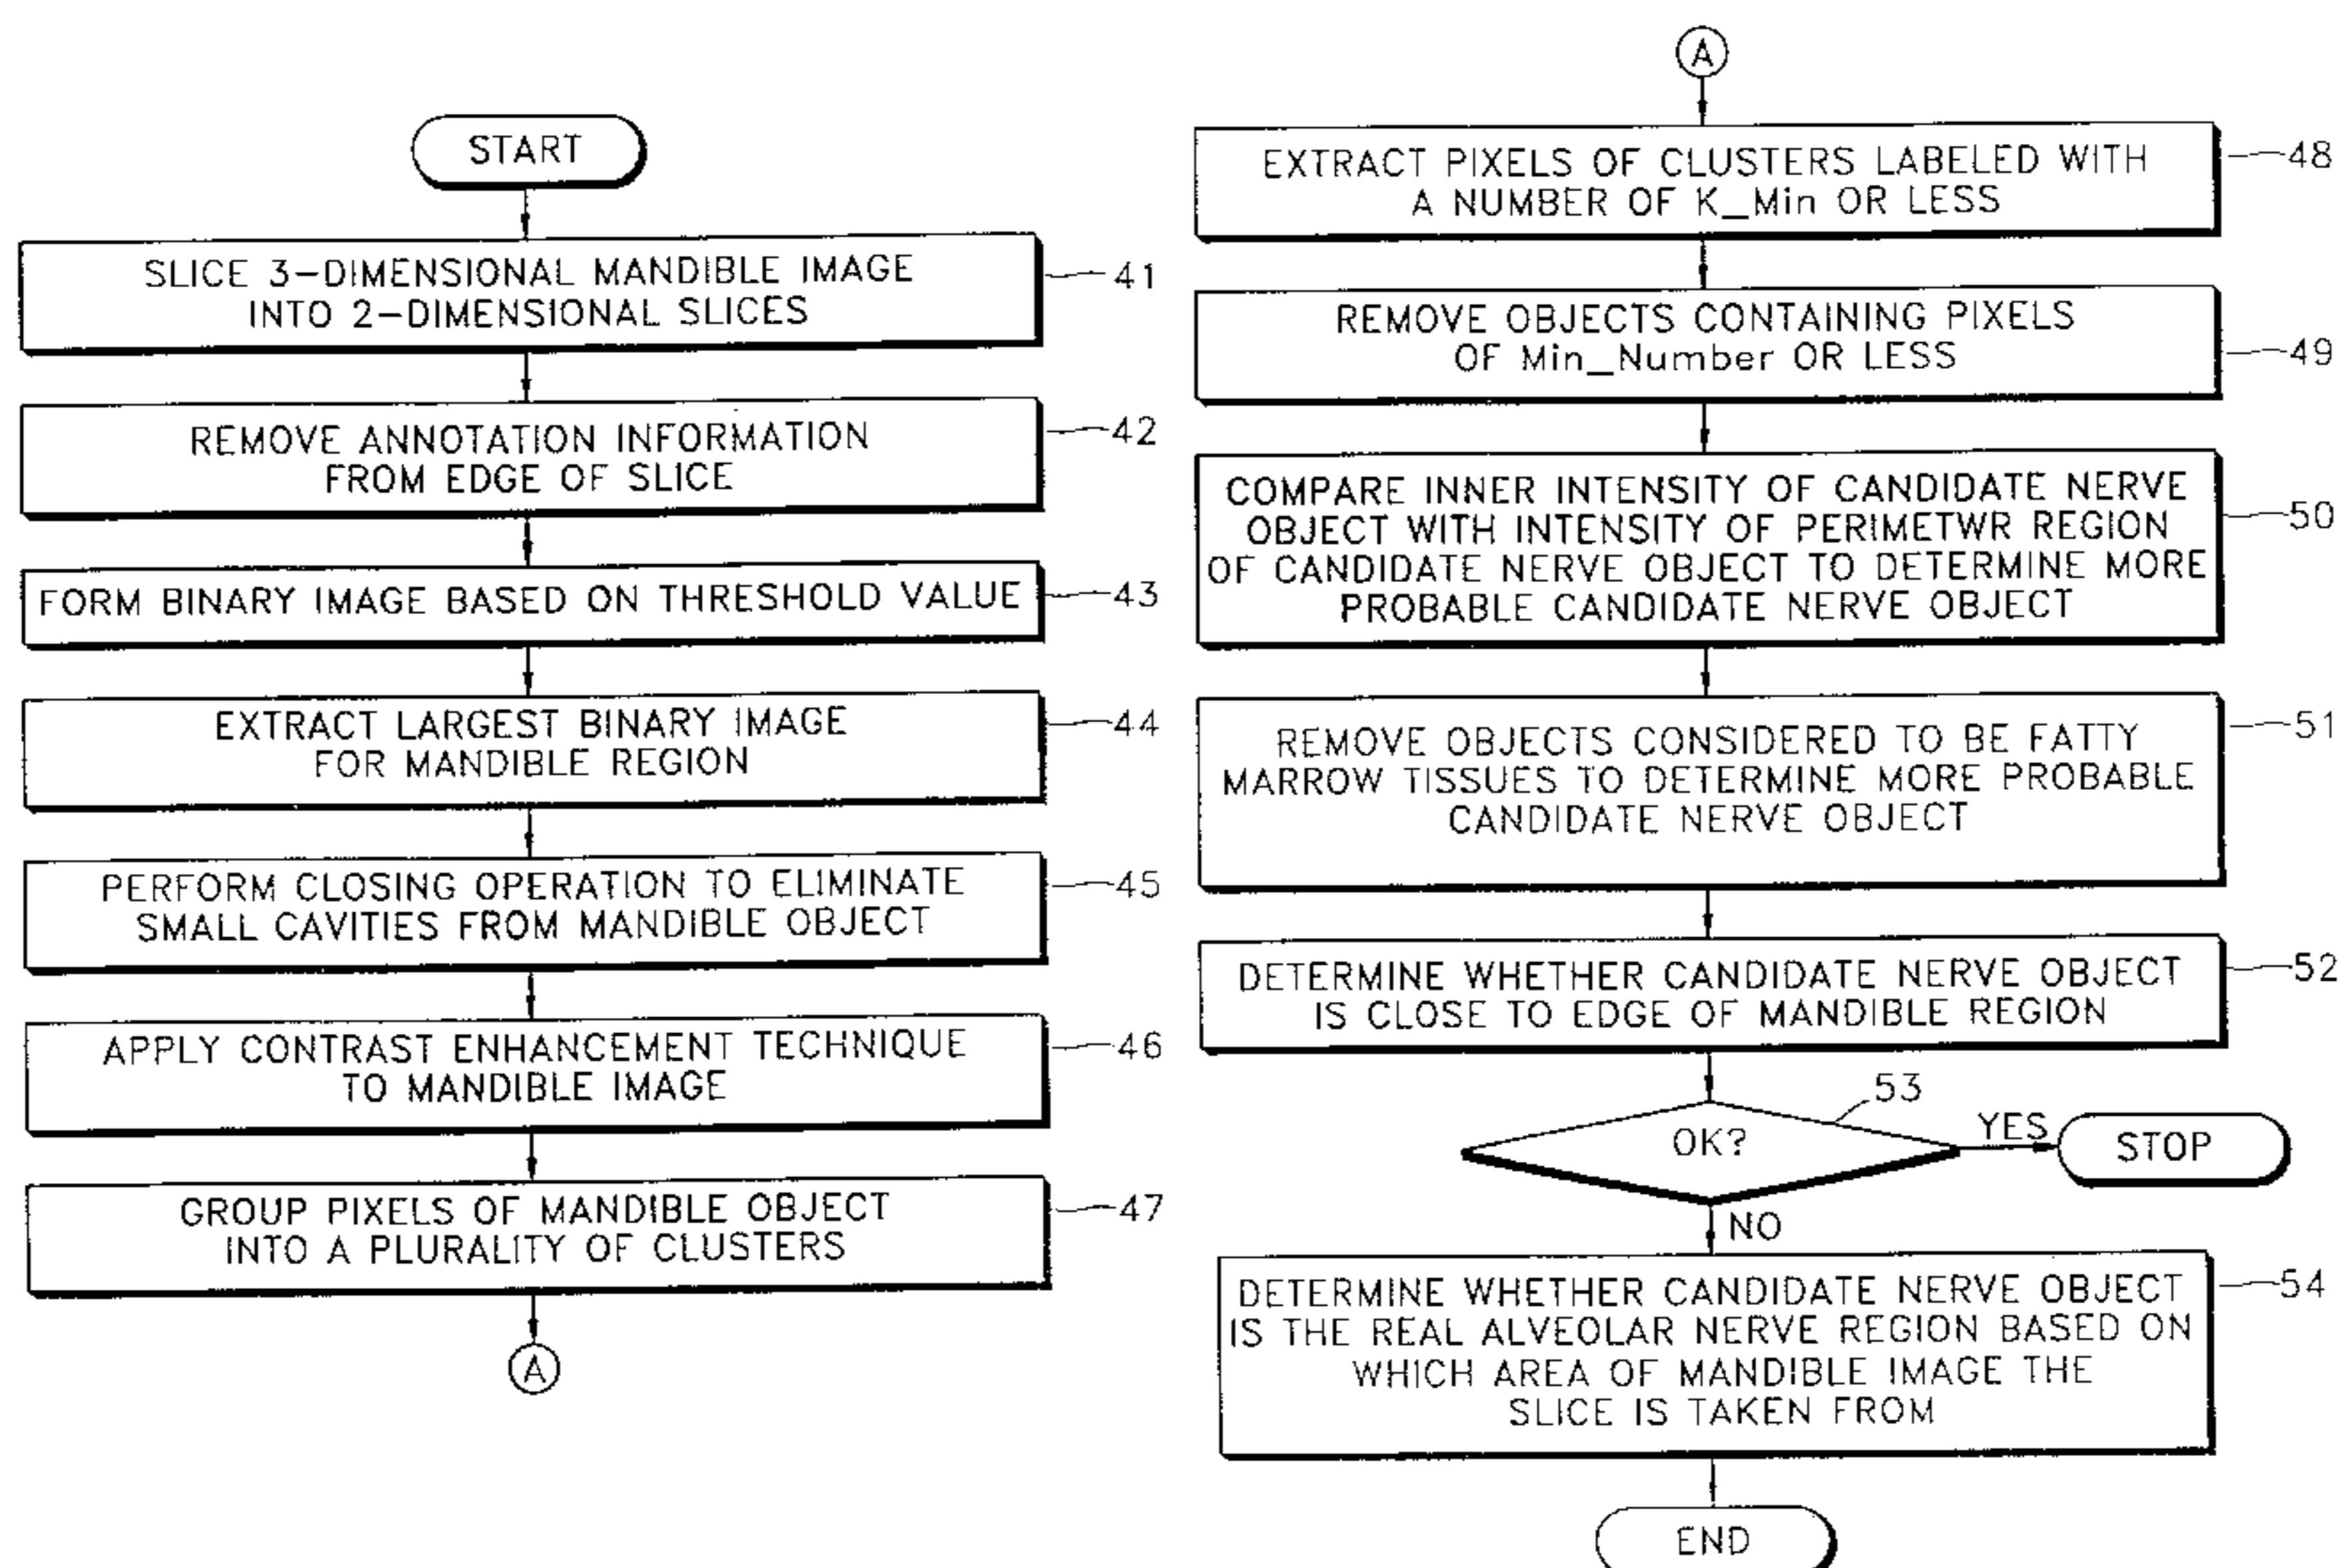 START
SLICE 3-DIMENSIONAL MANDIBLE IMAGE
INTO 2-DIMENSIONAL SLICES
41
REMOVE ANNOTATION INFORMATION
FROM EDGE OF SLICE
42
FORM BINARY IMAGE BASED ON THRESHOLD VALUE
43
EXTRACT LARGEST BINARY IMAGE
FOR MANDIBLE REGION
44
PERFORM CLOSING OPERATION TO ELIMINATE
SMALL CAVITIES FROM MANDIBLE OBJECT
45
APPLY CONTRAST ENHANCEMENT TECHNIQUE
TO MANDIBLE IMAGE
46
GROUP PIXELS OF MANDIBLE OBJECT
INTO A PLURALITY OF CLUSTERS
47
A
A
EXTRACT PIXELS OF CLUSTERS LABELED WITH
A NUMBER OF K_Min OR LESS
48
REMOVE OBJECTS CONTAINING PIXELS
OF Min_Number OR LESS
49
COMPARE INNER INTENSITY OF CANDIDATE NERVE
OBJECT WITH INTENSITY OF PERIMETWR REGION
OF CANDIDATE NERVE OBJECT TO DETERMINE MORE
PROBABLE CANDIDATE NERVE OBJECT
50
REMOVE OBJECTS CONSIDERED TO BE FATTY
MARROW TISSUES TO DETERMINE MORE PROBABLE
CANDIDATE NERVE OBJECT
51
DETERMINE WHETHER CANDIDATE NERVE OBJECT
IS CLOSE TO EDGE OF MANDIBLE REGION
52
53
OK?
YES
STOP
NO
DETERMINE WHETHER CANDIDATE NERVE OBJECT
IS THE REAL ALVEOLAR NERVE REGION BASED ON
WHICH AREA OF MANDIBLE IMAGE THE
SLICE IS TAKEN FROM
54
END